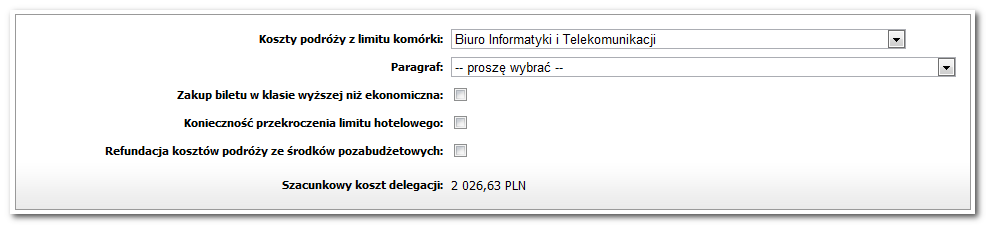 Koszty podróży z limitu komórki: Biuro Informatyki i Telekomunikacji
Paragraf: -- proszę wybrać --
Zakup biletu w klasie wyższej niż ekonomiczna:
Konieczność przekroczenia limitu hotelowego:
Refundacja kosztów podróży ze środków pozabudżetowych:
Szacunkowy koszt delegacji: 2 026,63 PLN